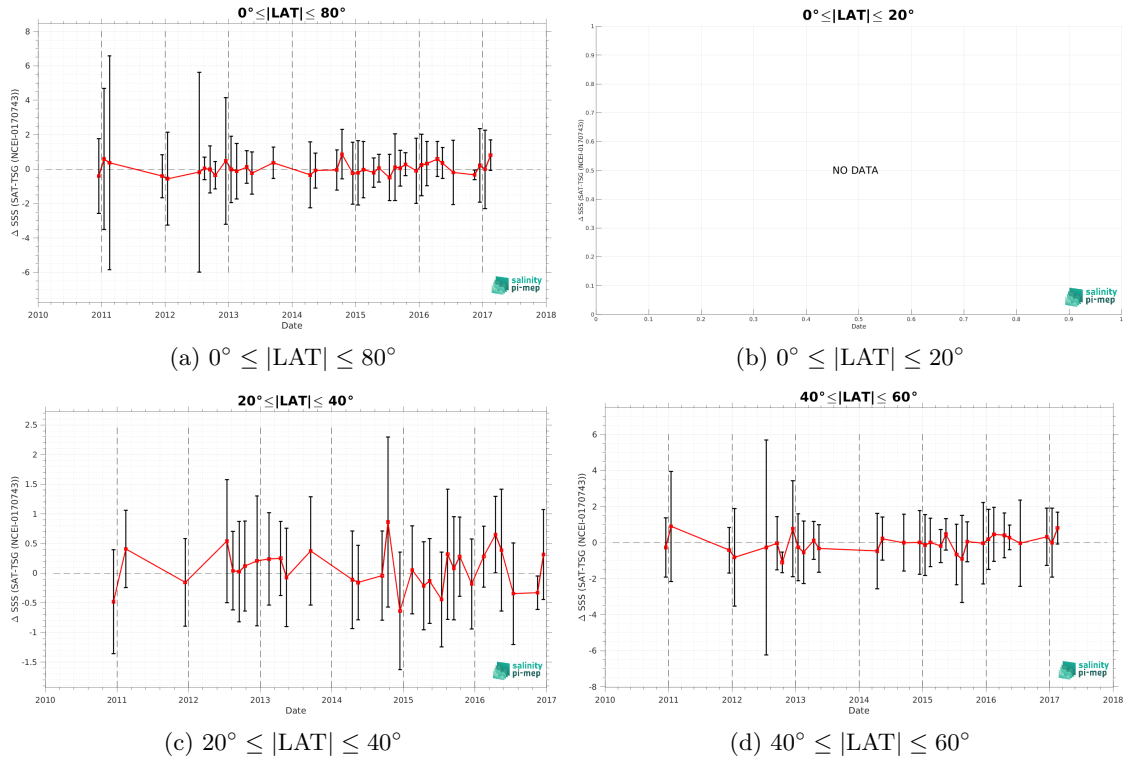 0°≤|LAT|≤ 80°
Δ SSS (SAT-TSG (NCEI-0170743))
8
6
4
2
0
-2
-4
-6
2010 2011 2012 2013 2014 2015 2016 2017 2018
Date
salinity
pi-mep
(a) 0° ≤ |LAT| ≤ 80°
0°≤|LAT|≤ 20°
Δ SSS (SAT-TSG (NCEI-0170743))
1
0.9
0.8
0.7
0.6
0.5
0.4
0.3
0.2
0.1
0
NO DATA
0 0.1 0.2 0.3 0.4 0.5 0.6 0.7 0.8 0.9 1
Date
salinity
pi-mep
(b) 0° ≤ |LAT| ≤ 20°
20°≤|LAT|≤ 40°
Δ SSS (SAT-TSG (NCEI-0170743))
2.5
2
1.5
1
0.5
0
-0.5
-1
-1.5
2010 2011 2012 2013 2014 2015 2016 2017
Date
salinity
pi-mep
(c) 20° ≤ |LAT| ≤ 40°
40°≤|LAT|≤ 60°
Δ SSS (SAT-TSG (NCEI-0170743))
6
4
2
0
-2
-4
-6
-8
2010 2011 2012 2013 2014 2015 2016 2017 2018
Date
salinity
pi-mep
(d) 40° ≤ |LAT| ≤ 60°